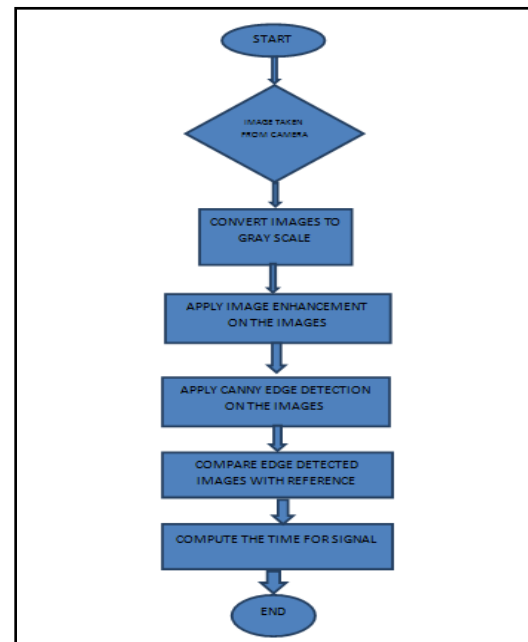 START
IMAGE TAKEN
FROM CAMERA
CONVERT IMAGES TO
GRAY SCALE
APPLY IMAGE ENHANCEMENT
ON THE IMAGES
APPLY CANNY EDGE DETECTION
ON THE IMAGES
COMPARE EDGE DETECTED
IMAGES WITH REFERENCE
COMPUTE THE TIME FOR SIGNAL
END